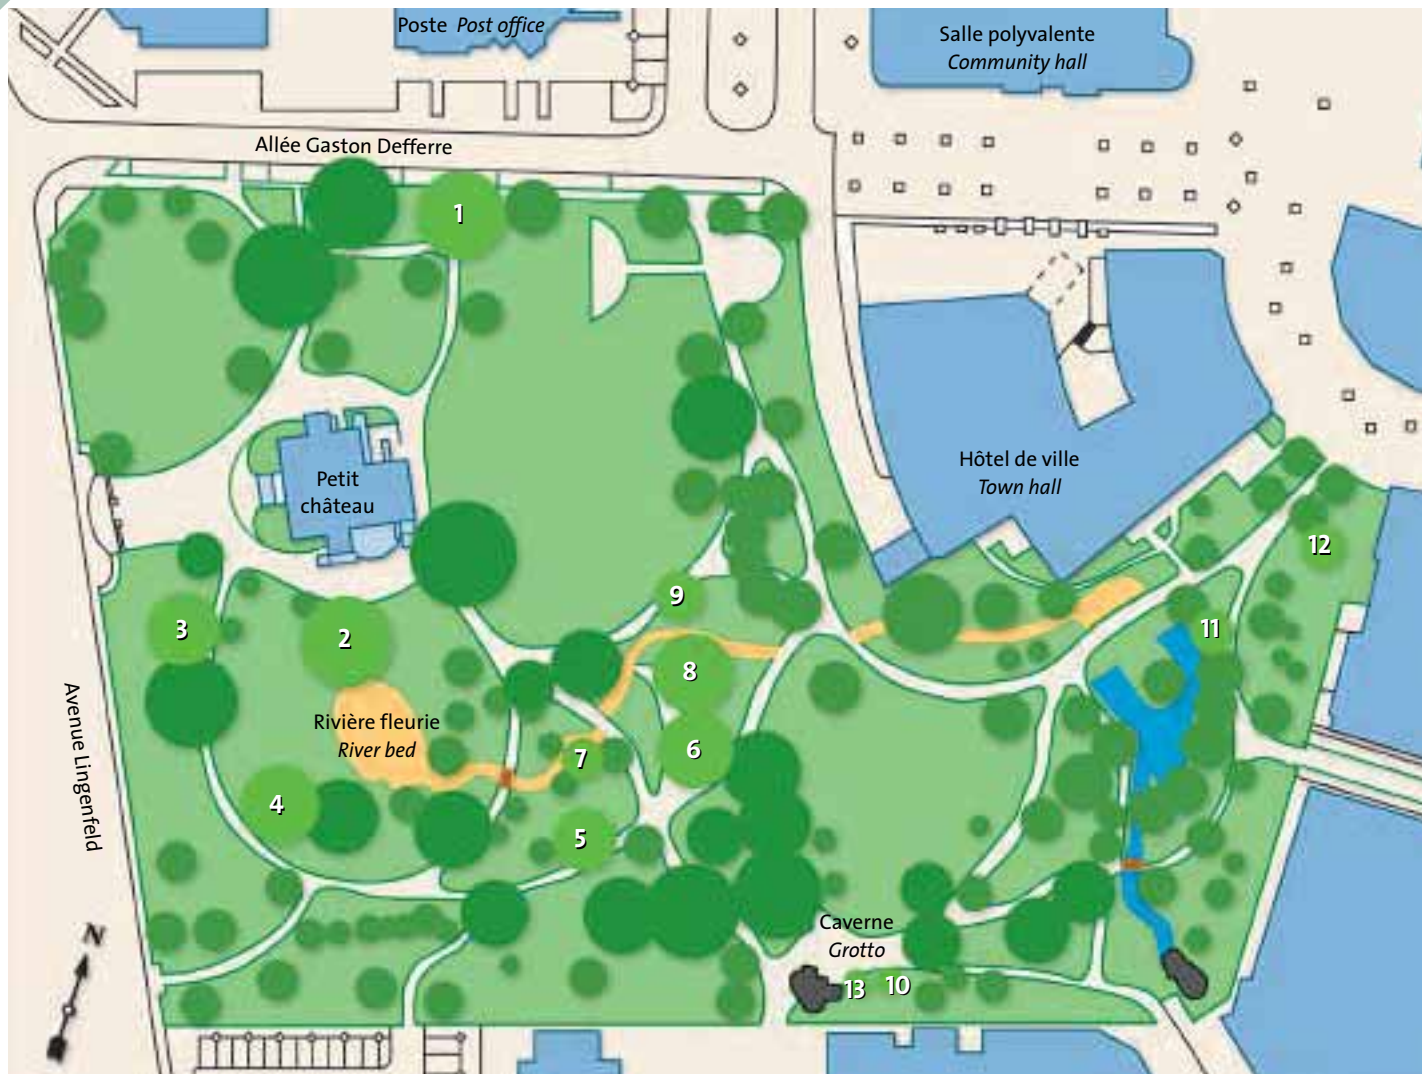 Poste Post office
Salle polyvalente
Community hall
Allée Gaston Defferre
1
Petit
château
Hôtel de ville
Town hall
12
9
3
2
11
8
Rivière fleurie
River bed
6
7
Avenue Lingenfeld
4
5
Caverne
Grotto
N
13
10